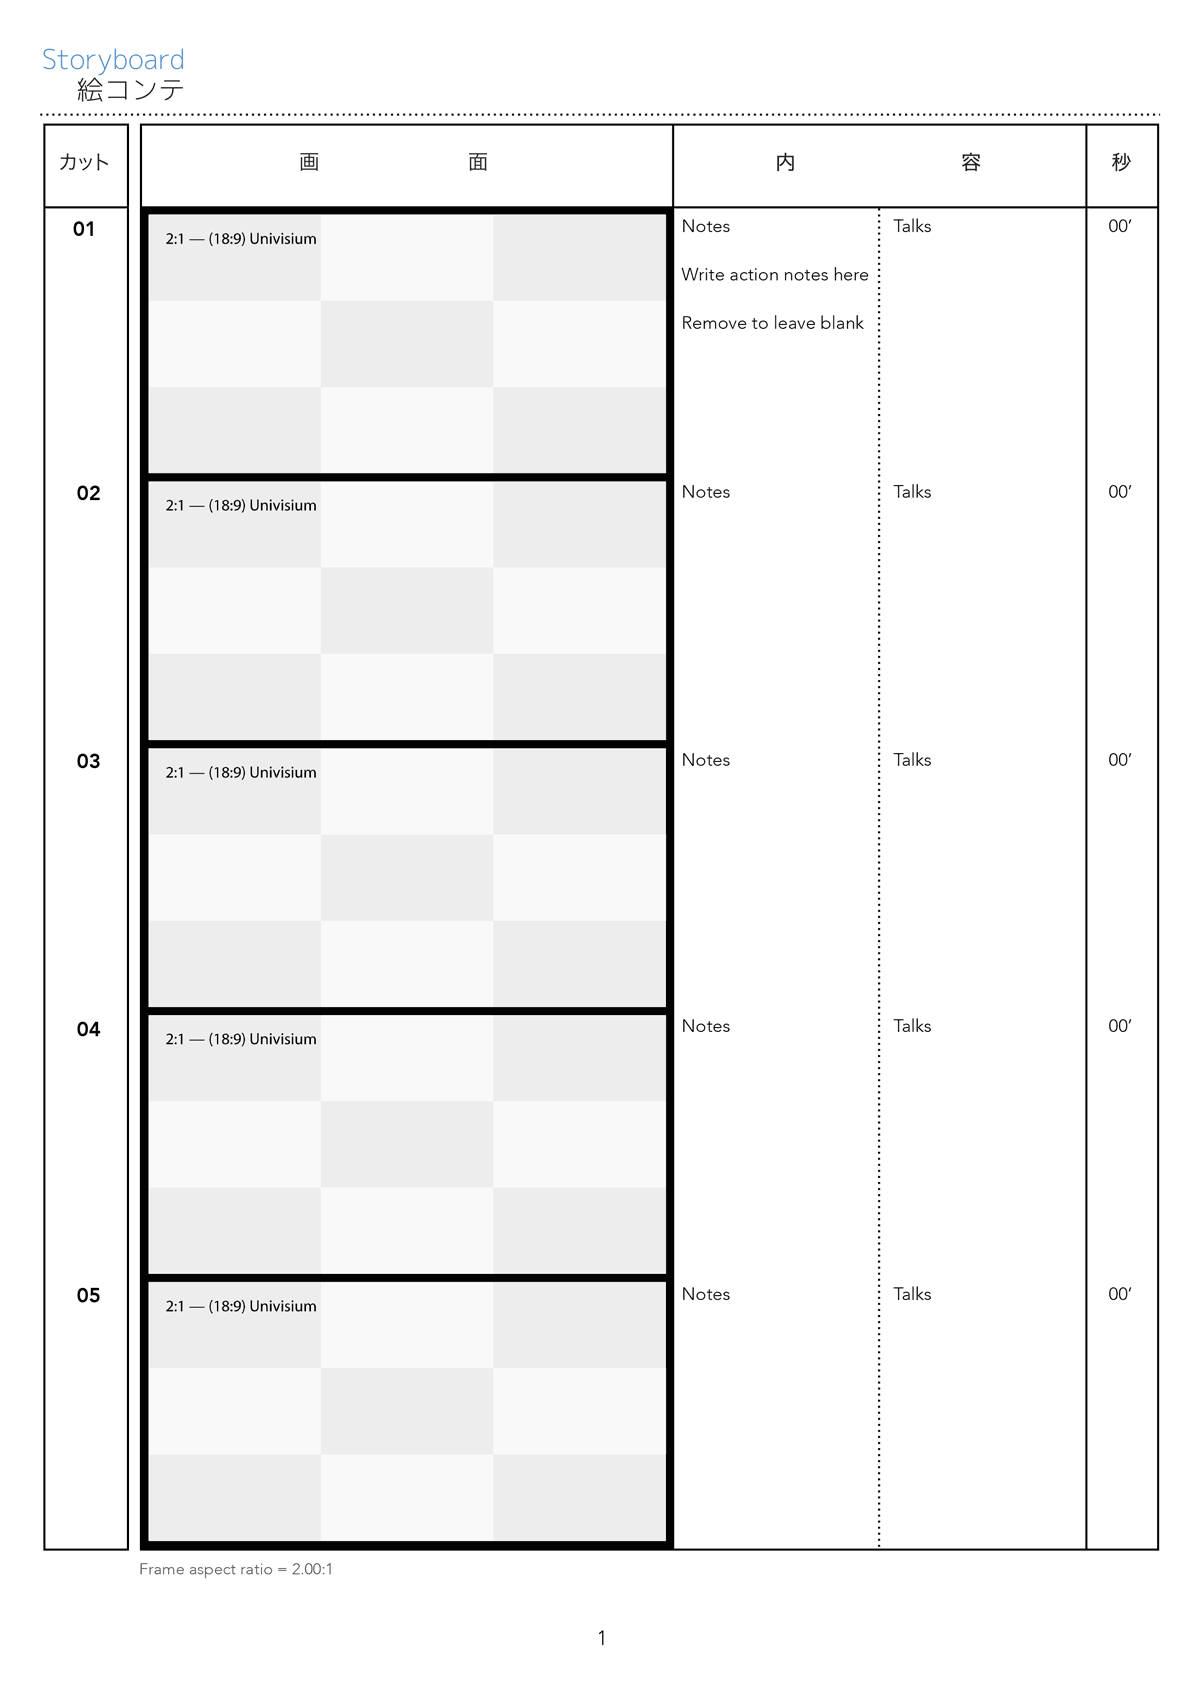 Storyboard
絵コンテ
カット 画 面 内 容 秒
01 2:1 — (18:9) Univisium Notes Talks 00’
Write action notes here
Remove to leave blank
02 2:1 — (18:9) Univisium Notes Talks 00’
03 2:1 — (18:9) Univisium Notes Talks 00’
04 2:1 — (18:9) Univisium Notes Talks 00’
05 2:1 — (18:9) Univisium Notes Talks 00’
Frame aspect ratio = 2.00:1
1